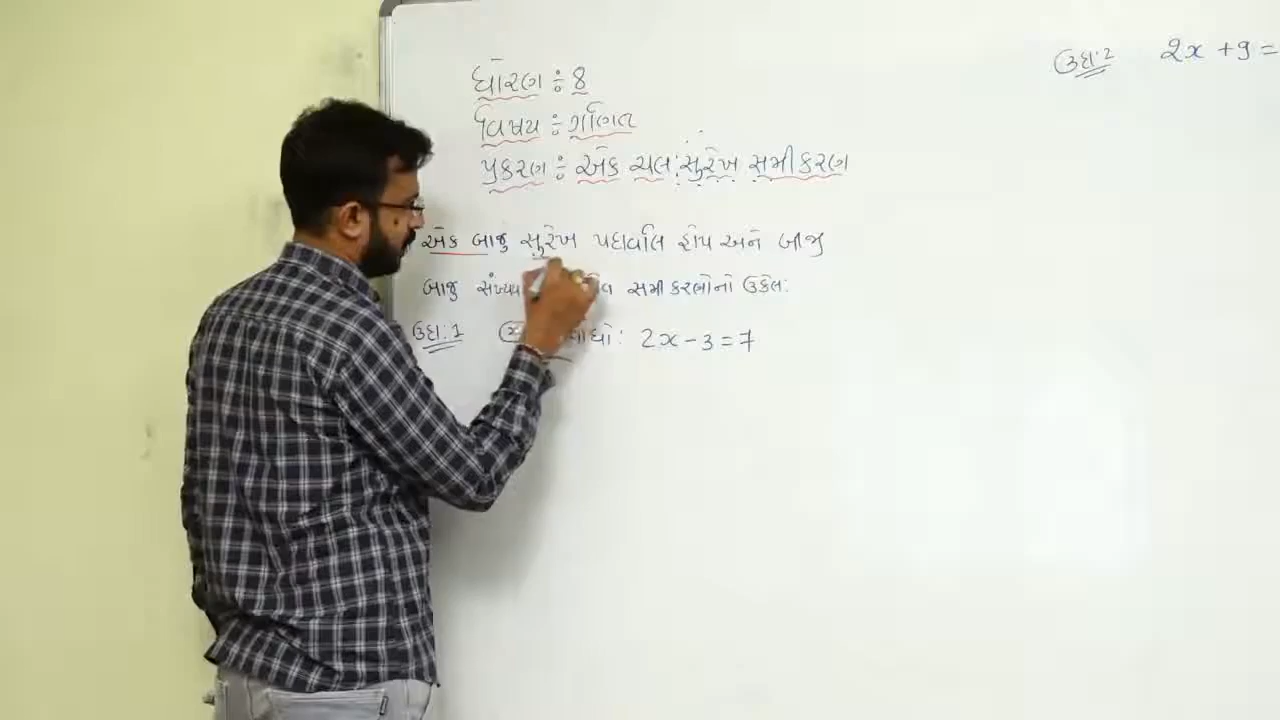 ધોરણ : 8
વિષય : ગણિત
પ્રકરણ : એક ચલ સુરેખ સમીકરણ
એક બાજુ સુરેખ પદાવલિ હોય અને બીજી
બાજુ સમીકરણોનો ઉકેલ:
ઉદા:1 શોધો: 2x - 3 = 7
ઉદા:2 2x + 9 =